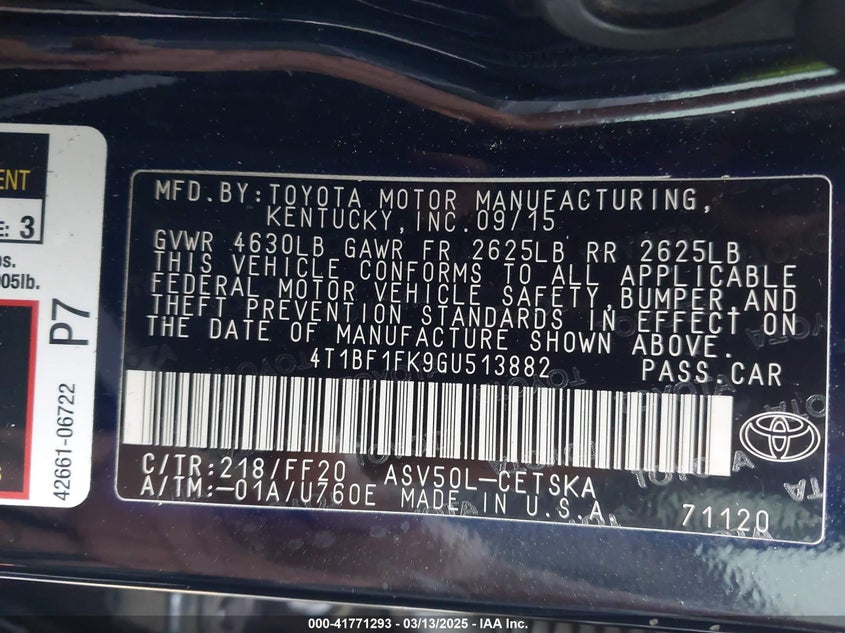 ENT
E: 3
os.
005lb.
P7
42661-06722
MFD.BY:TOYOTA MOTOR MANUFACTURING,
KENTUCKY,INC.09/15
GVWR 4630LB GAWR FR 2625LB RR 2625LB
THIS VEHICLE CONFORMS TO ALL APPLICABLE
FEDERAL MOTOR VEHICLE SAFETY,BUMPER AND
THEFT PREVENTION STANDARDS IN EFFECT ON
THE DATE OF MANUFACTURE SHOWN ABOVE.
4T1BF1FK9GU513882 PASS.CAR
C/TR:218/FF20 ASV50L-CETSKA
A/TM:-01A/U760E MADE IN U.S.A 71120
000-41771293 - 03/13/2025 - IAA Inc.